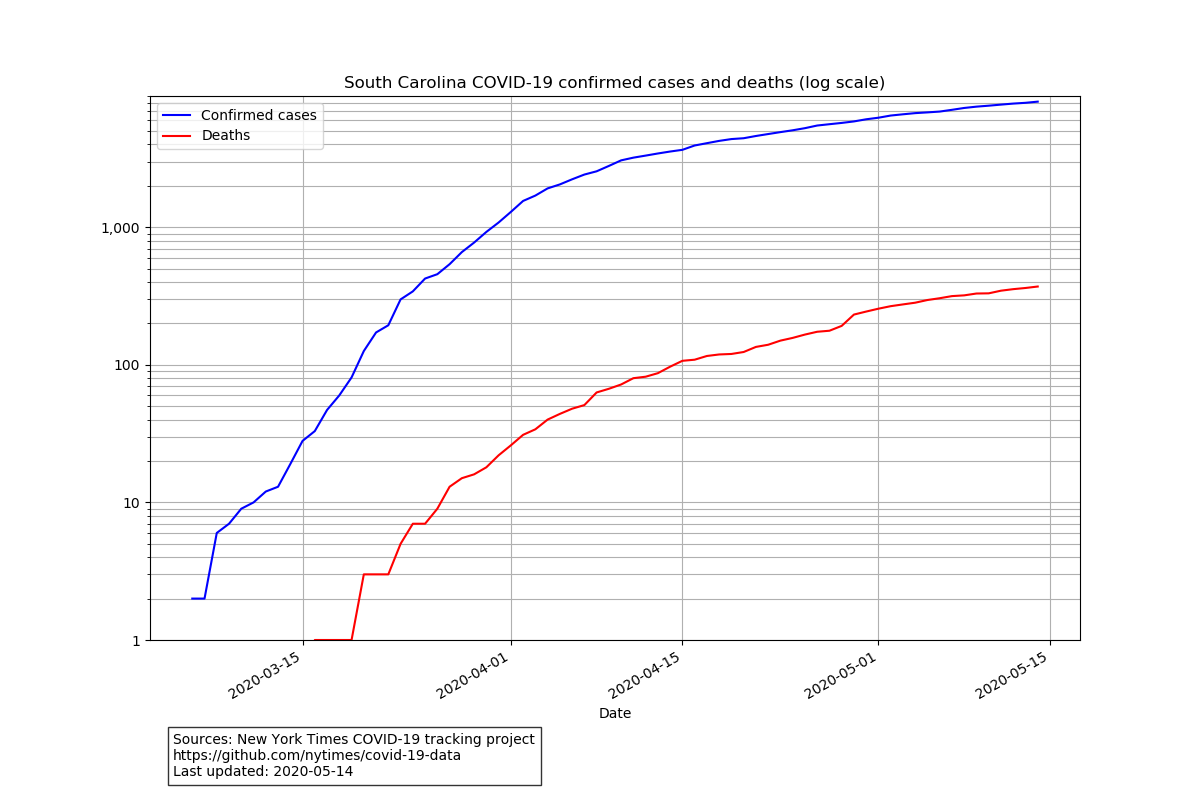 South Carolina COVID-19 confirmed cases and deaths (log scale)
Confirmed cases
Deaths
1,000
100
10
1
2020-03-15
2020-04-01
2020-04-15
2020-05-01
2020-05-15
Date
Sources: New York Times COVID-19 tracking project
https://github.com/nytimes/covid-19-data
Last updated: 2020-05-14